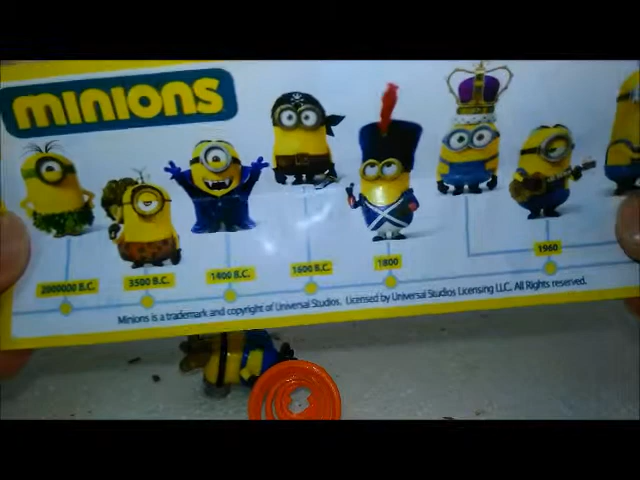 MINIONS
2000000 B.C.
3500 B.C.
1400 B.C.
1600 B.C.
1800
1960
Minions is a trademark and copyright of Universal Studios. Licensed by Universal Studios Licensing LLC. All Rights reserved.